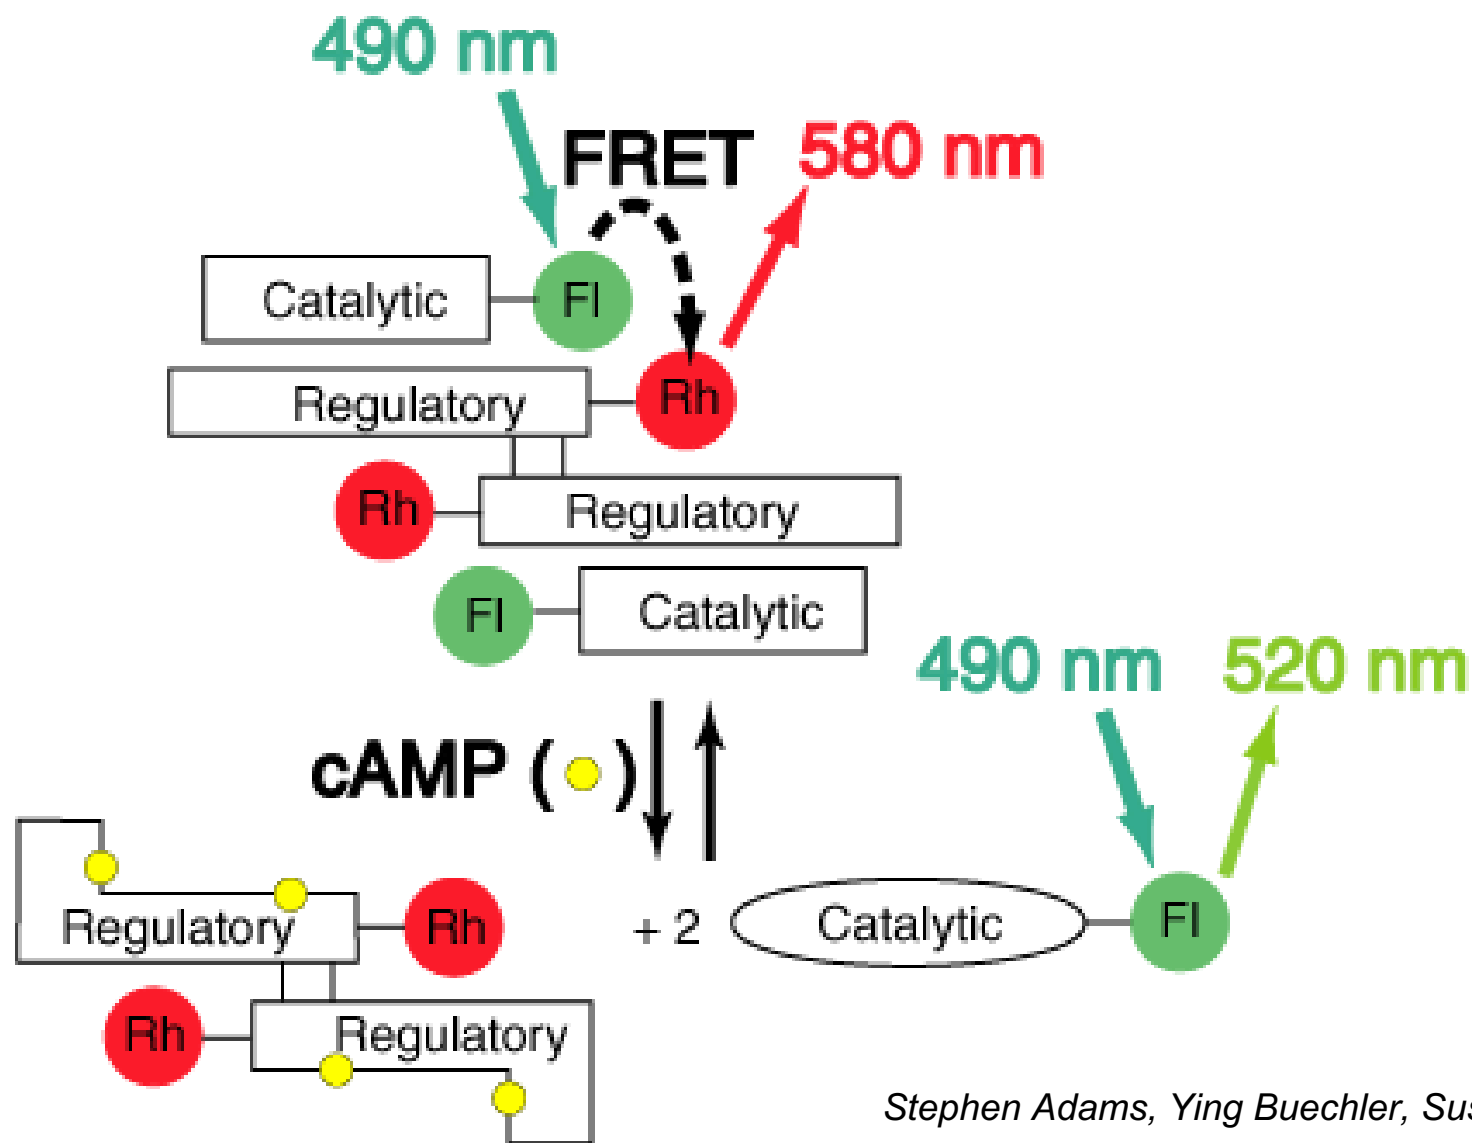 490 nm
FRET
580 nm
Catalytic
Fl
Regulatory
Rh
Rh
Regulatory
Fl
Catalytic
490 nm
520 nm
cAMP ( )
Regulatory
Rh
+ 2
Catalytic
Fl
Rh
Regulatory
Stephen Adams, Ying Buechler,